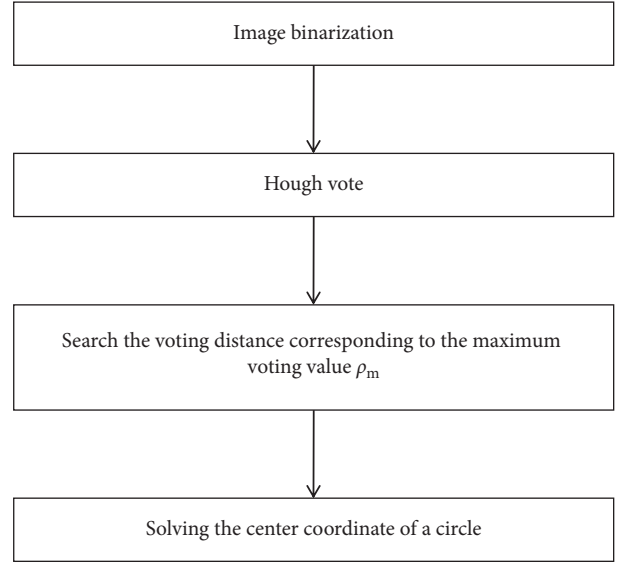 Image binarization
Hough vote
Search the voting distance corresponding to the maximum
voting value ρm
Solving the center coordinate of a circle